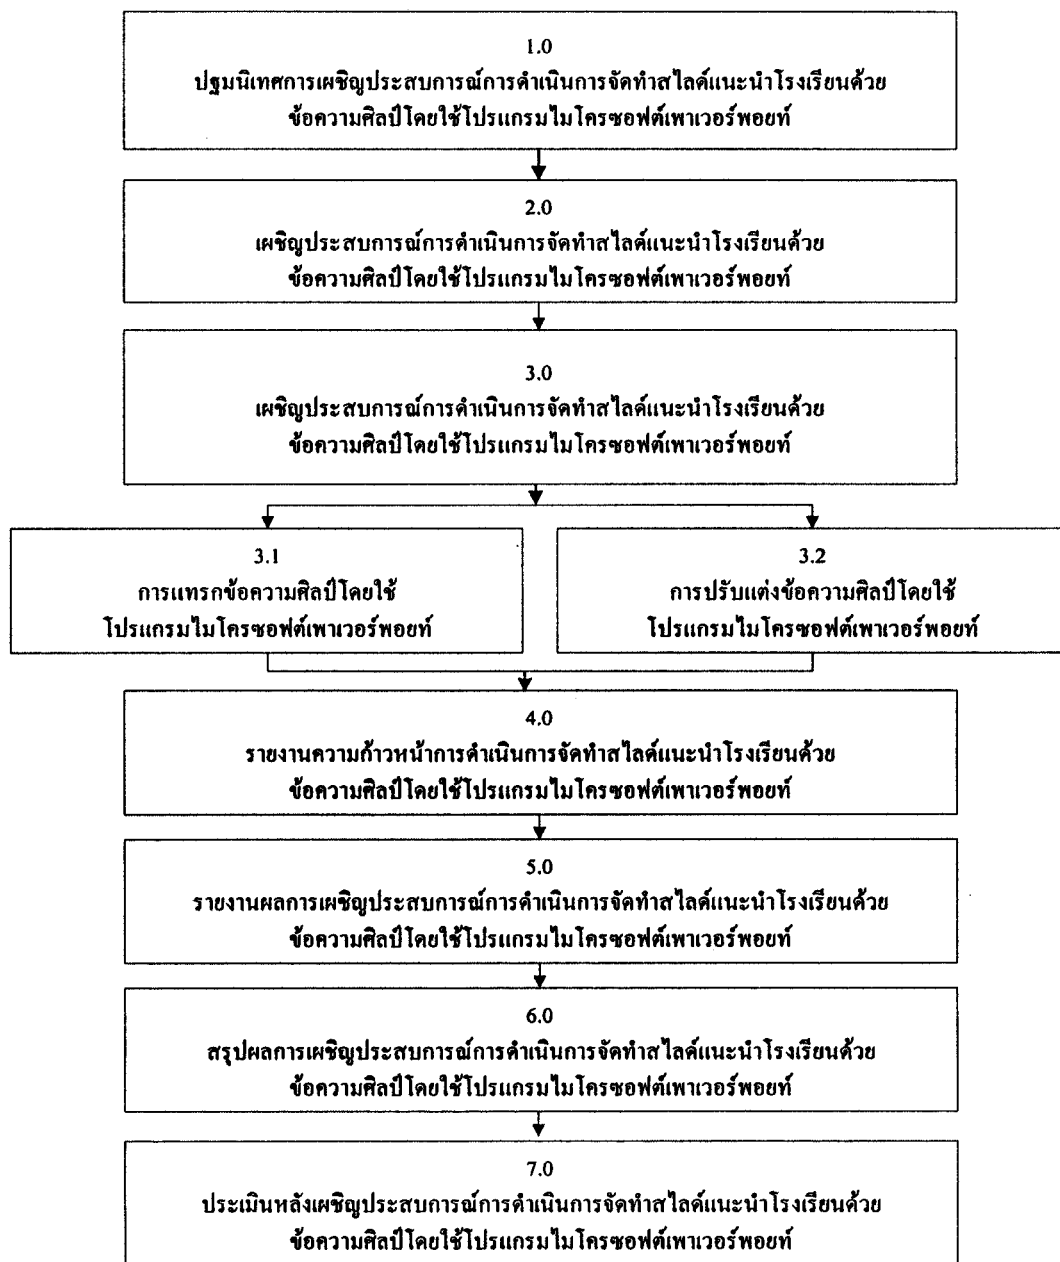 1.0
ปฐมนิเทศการเผชิญประสบการณ์การดำเนินการจัดทำสไลด์แนะนำโรงเรียนด้วย
ข้อความศิลป์โดยใช้โปรแกรมไมโครซอฟต์เพาเวอร์พอยท์
2.0
เผชิญประสบการณ์การดำเนินการจัดทำสไลด์แนะนำโรงเรียนด้วย
ข้อความศิลป์โดยใช้โปรแกรมไมโครซอฟต์เพาเวอร์พอยท์
3.0
เผชิญประสบการณ์การดำเนินการจัดทำสไลด์แนะนำโรงเรียนด้วย
ข้อความศิลป์โดยใช้โปรแกรมไมโครซอฟต์เพาเวอร์พอยท์
3.1
การแทรกข้อความศิลป์โดยใช้
โปรแกรมไมโครซอฟต์เพาเวอร์พอยท์
3.2
การปรับแต่งข้อความศิลป์โดยใช้
โปรแกรมไมโครซอฟต์เพาเวอร์พอยท์
4.0
รายงานความก้าวหน้าการดำเนินการจัดทำสไลด์แนะนำโรงเรียนด้วย
ข้อความศิลป์โดยใช้โปรแกรมไมโครซอฟต์เพาเวอร์พอยท์
5.0
รายงานผลการเผชิญประสบการณ์การดำเนินการจัดทำสไลด์แนะนำโรงเรียนด้วย
ข้อความศิลป์โดยใช้โปรแกรมไมโครซอฟต์เพาเวอร์พอยท์
6.0
สรุปผลการเผชิญประสบการณ์การดำเนินการจัดทำสไลด์แนะนำโรงเรียนด้วย
ข้อความศิลป์โดยใช้โปรแกรมไมโครซอฟต์เพาเวอร์พอยท์
7.0
ประเมินหลังเผชิญประสบการณ์การดำเนินการจัดทำสไลด์แนะนำโรงเรียนด้วย
ข้อความศิลป์โดยใช้โปรแกรมไมโครซอฟต์เพาเวอร์พอยท์